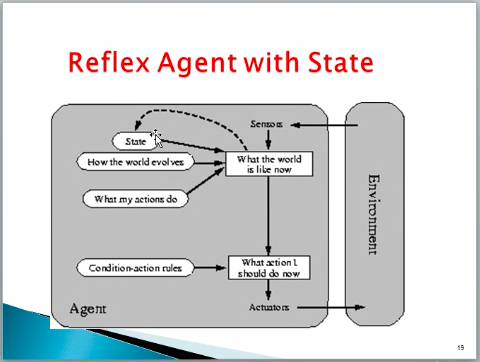 Reflex Agent with State
Sensors
State
How the world evolves
What the world
is like now
What my actions do
Environment
Condition-action rules
What action I
should do now
Agent
Actuators
19